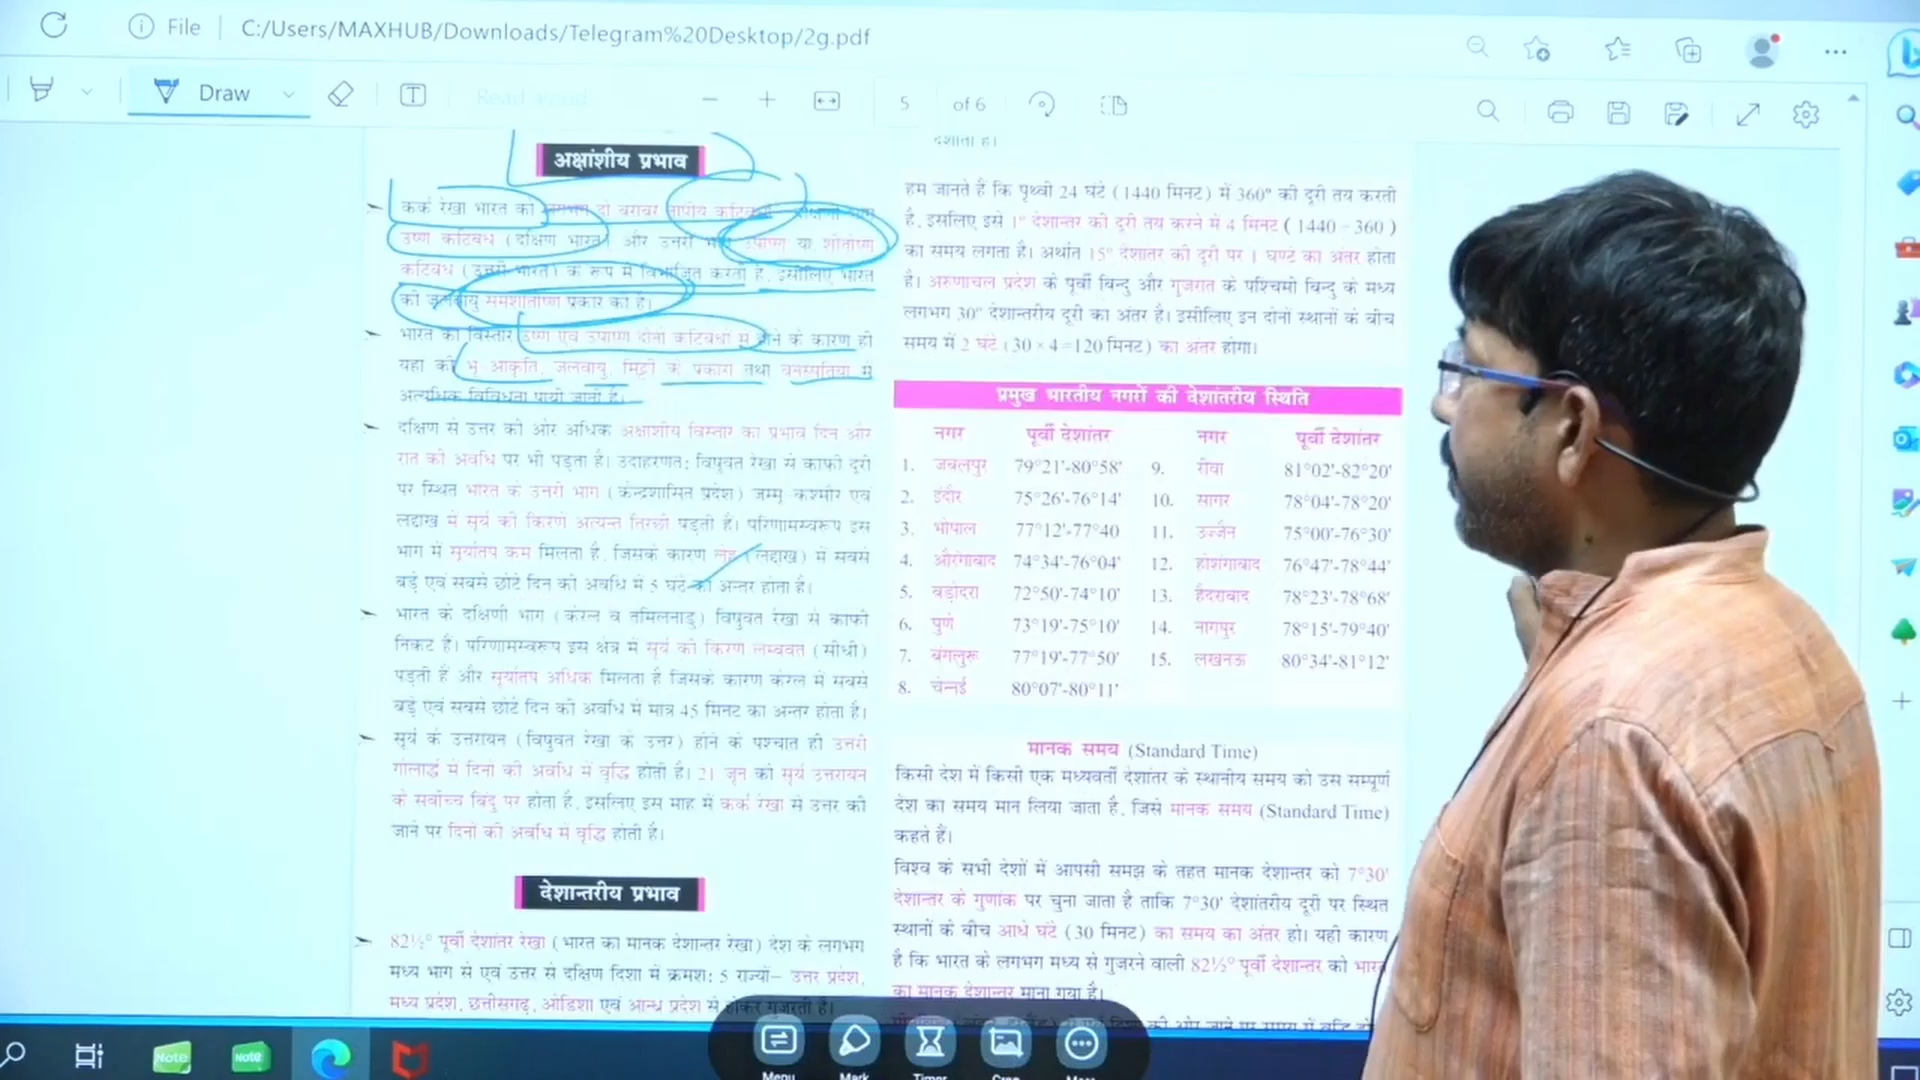 File
C:/Users/MAXHUB/Downloads/Telegram%20Desktop/2g.pdf
Draw
5 of 6
अक्षांशीय प्रभाव
कर्क रेखा भारत को लगभग दो बराबर तापीय
उष्ण कटिबंध (दक्षिण भारत) और उत्तरी उपोष्ण या शीतोष्ण
कटिबंध (उत्तरी भारत) के रूप में विभाजित करती है, इसीलिए भारत
की जलवायु समशीतोष्ण प्रकार की है।
भारत का विस्तार उष्ण एवं उपोष्ण दोनों कटिबंधों में होने के कारण ही
यहां की भू आकृति, जलवायु, मिट्टी के प्रकारों तथा वनस्पतियों में
अत्यधिक विविधता पायी जाती है।
दक्षिण से उत्तर की ओर अधिक अक्षांशीय विस्तार का प्रभाव दिन और
रात की अवधि पर भी पड़ता है। उदाहरणतः विषुवत रेखा से काफी दूरी
पर स्थित भारत के उत्तरी भाग (केन्द्रशासित प्रदेश) जम्मू-कश्मीर एवं
लद्दाख में सूर्य की किरणें अत्यन्त तिरछी पड़ती हैं। परिणामस्वरूप इस
भाग में सूर्यातप कम मिलता है, जिसके कारण लेह (लद्दाख) में सबसे
बड़े एवं सबसे छोटे दिन की अवधि में 5 घंटे का अन्तर होता है।
भारत के दक्षिणी भाग (केरल व तमिलनाडु) विषुवत रेखा से काफी
निकट है। परिणामस्वरूप इस क्षेत्र में सूर्य की किरणें लम्बवत (सीधी)
पड़ती हैं और सूर्यातप अधिक मिलता है जिसके कारण केरल में सबसे
बड़े एवं सबसे छोटे दिन की अवधि में मात्र 45 मिनट का अन्तर होता है।
सूर्य के उत्तरायन (विषुवत रेखा के उत्तर) होने के पश्चात ही उत्तरी
गोलार्द्ध में दिनों की अवधि में वृद्धि होती है। 21 जून को सूर्य उत्तरायन
के सर्वोच्च बिंदु पर होता है, इसलिए इस माह में कर्क रेखा से उत्तर की
जाने पर दिनों की अवधि में वृद्धि होती है।
देशान्तरीय प्रभाव
82½° पूर्वी देशांतर रेखा (भारत का मानक देशान्तर रेखा) देश के लगभग
मध्य भाग से एवं उत्तर से दक्षिण दिशा में क्रमशः 5 राज्यों– उत्तर प्रदेश,
मध्य प्रदेश, छत्तीसगढ़, ओडिशा एवं आन्ध्र प्रदेश से होकर गुजरती है।
हम जानते हैं कि पृथ्वी 24 घंटे (1440 मिनट) में 360° की दूरी तय करती
है, इसलिए इसे 1° देशान्तर की दूरी तय करने में 4 मिनट (1440÷360)
का समय लगता है। अर्थात 15° देशान्तर की दूरी पर 1 घण्टे का अंतर होता
है। अरुणाचल प्रदेश के पूर्वी बिन्दु और गुजरात के पश्चिमी बिन्दु के मध्य
लगभग 30° देशान्तरीय दूरी का अंतर है। इसीलिए इन दोनों स्थानों के बीच
समय में 2 घंटे (30×4=120 मिनट) का अंतर होगा।
प्रमुख भारतीय नगरों की देशांतरीय स्थिति
नगर पूर्वी देशांतर नगर पूर्वी देशांतर
1. जबलपुर 79°21'-80°58' 9. रीवा 81°02'-82°20'
2. इंदौर 75°26'-76°14' 10. सागर 78°04'-78°20'
3. भोपाल 77°12'-77°40 11. उज्जैन 75°00'-76°30'
4. औरंगाबाद 74°34'-76°04' 12. होशंगाबाद 76°47'-78°44'
5. बड़ोदरा 72°50'-74°10' 13. हैदराबाद 78°23'-78°68'
6. पुणे 73°19'-75°10' 14. नागपुर 78°15'-79°40'
7. बंगलुरू 77°19'-77°50' 15. लखनऊ 80°34'-81°12'
8. चेन्नई 80°07'-80°11'
मानक समय (Standard Time)
किसी देश में किसी एक मध्यवर्ती देशांतर के स्थानीय समय को उस सम्पूर्ण
देश का समय मान लिया जाता है, जिसे मानक समय (Standard Time)
कहते हैं।
विश्व के सभी देशों में आपसी समझ के तहत मानक देशान्तर को 7°30'
देशान्तर के गुणांक पर चुना जाता है ताकि 7°30' देशांतरीय दूरी पर स्थित
स्थानों के बीच आधे घंटे (30 मिनट) का समय का अंतर हो। यही कारण
है कि भारत के लगभग मध्य से गुजरने वाली 82½° पूर्वी देशान्तर को भारत
का मानक देशान्तर माना गया है।
Note
Note
Menu
Mark
Timer